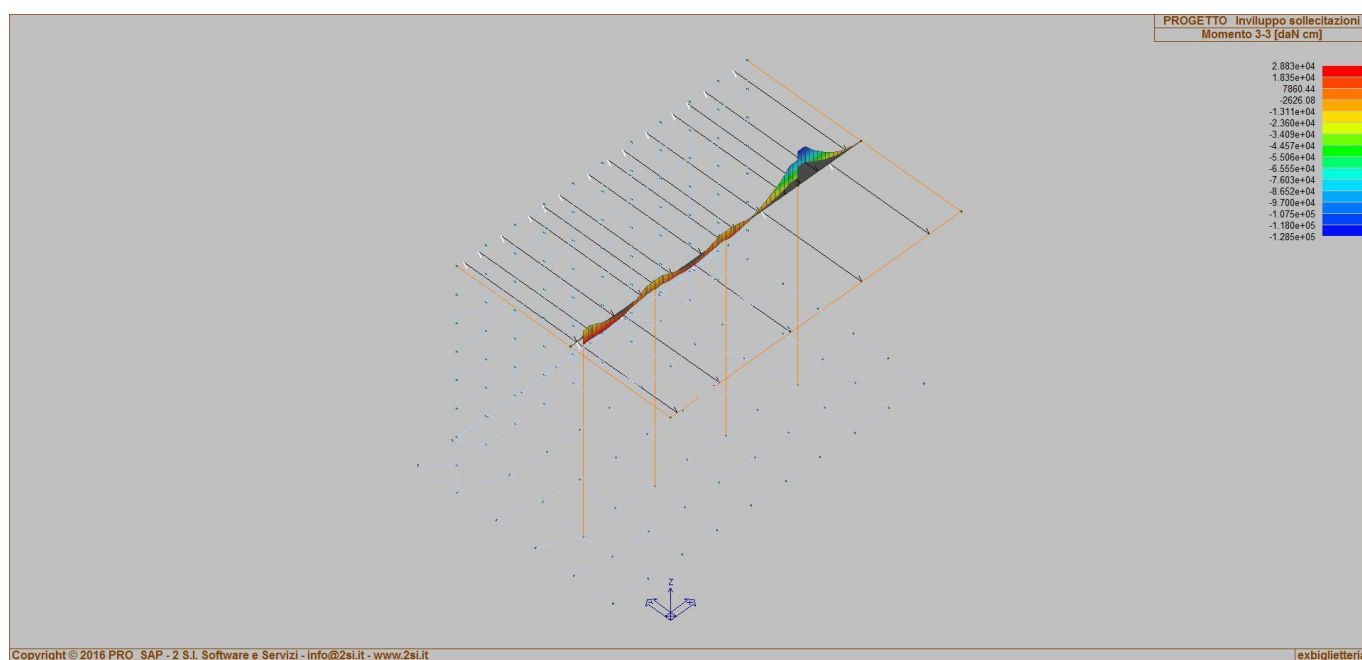 PROGETTO Inviluppo sollecitazioni
Momento 3-3 [daN cm]
2.883e+04
1.835e+04
7860.44
-2626.08
-1.311e+04
-2.360e+04
-3.409e+04
-4.457e+04
-5.506e+04
-6.555e+04
-7.603e+04
-8.652e+04
-9.700e+04
-1.075e+05
-1.180e+05
-1.285e+05
Z
Copyright © 2016 PRO_SAP - 2 S.I. Software e Servizi - info@2si.it - www.2si.it
exbiglietteria